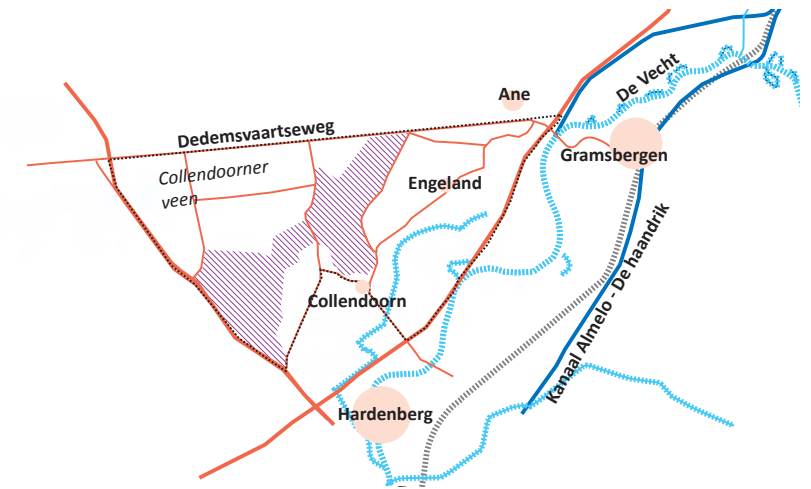 De Vecht
Ane
Dedemsvaartseweg
Gramsbergen
Collendoorner
veen
Engeland
Collendoorn
Kanaal Almelo - De haandrik
Hardenberg